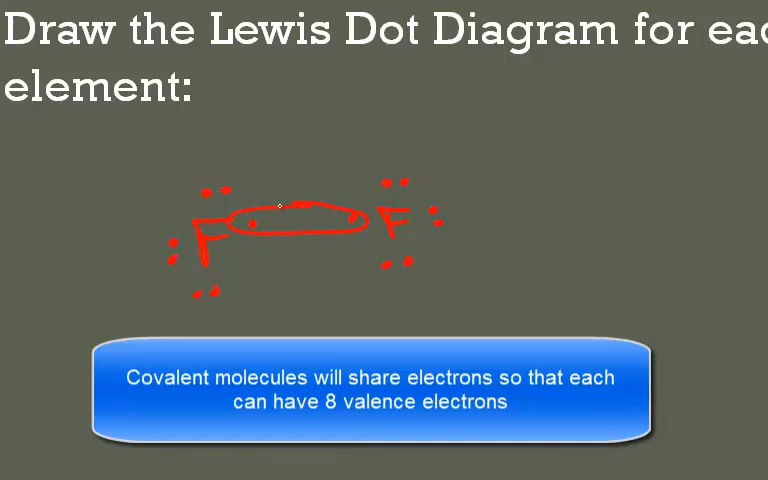 Draw the Lewis Dot Diagram for eac
element:
F F
Covalent molecules will share electrons so that each
can have 8 valence electrons